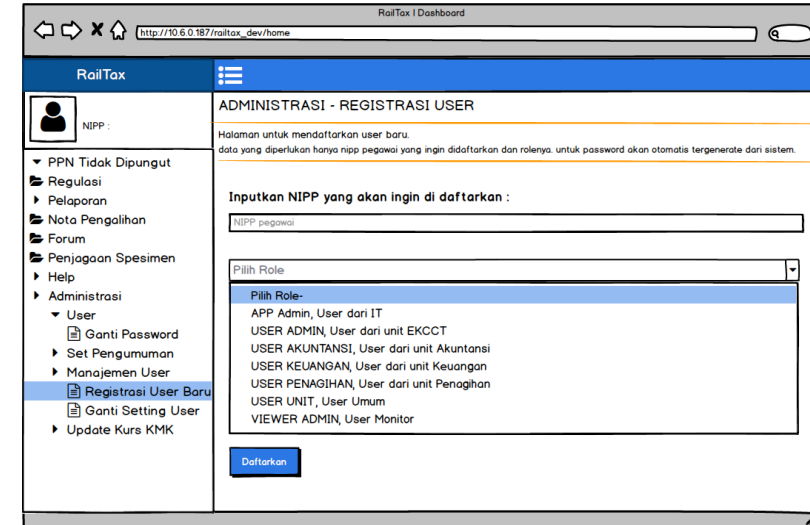 RailTax I Dashboard
http://10.6.0.187/railtax_dev/home
RailTax
NIPP :
PPN Tidak Dipungut
Regulasi
Pelaporan
Nota Pengalihan
Forum
Penjagaan Spesimen
Help
Administrasi
User
Ganti Password
Set Pengumuman
Manajemen User
Registrasi User Baru
Ganti Setting User
Update Kurs KMK
ADMINISTRASI - REGISTRASI USER
Halaman untuk mendaftarkan user baru.
data yang diperlukan hanya nipp pegawai yang ingin didaftarkan dan rolenya. untuk password akan otomatis tergenerate dari sistem.
Inputkan NIPP yang akan ingin di daftarkan :
NIPP pegawai
Pilih Role
Pilih Role-
APP Admin, User dari IT
USER ADMIN, User dari unit EKCCT
USER AKUNTANSI, User dari unit Akuntansi
USER KEUANGAN, User dari unit Keuangan
USER PENAGIHAN, User dari unit Penagihan
USER UNIT, User Umum
VIEWER ADMIN, User Monitor
Daftarkan